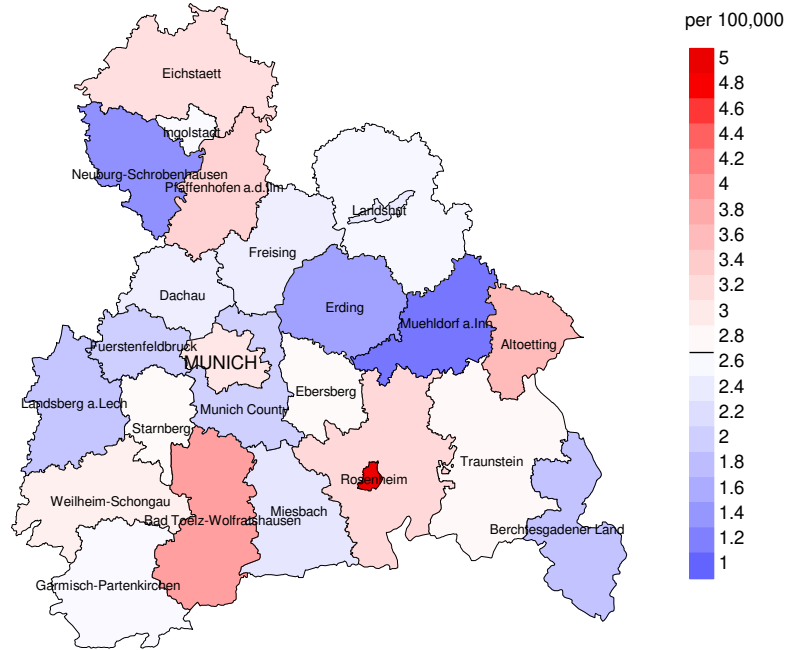 per 100,000
5
4.8
4.6
4.4
4.2
4
3.8
3.6
3.4
3.2
3
2.8
2.6
2.4
2.2
2
1.8
1.6
1.4
1.2
1
Eichstaett
Ingolstadt
Neuburg-Schrobenhausen
Pfaffenhofen a.d.Ilm
Landshut
Freising
Dachau
Erding
Muehldorf a.Inn
Altoetting
Fuerstenfeldbruck
MUNICH
Ebersberg
Landsberg a.Lech
Munich County
Starnberg
Traunstein
Rosenheim
Weilheim-Schongau
Miesbach
Bad Toelz-Wolfratshausen
Berchtesgadener Land
Garmisch-Partenkirchen